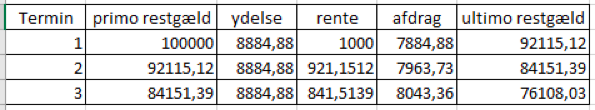 Termin primo restgæld ydelse rente afdrag ultimo restgæld
1 100000 8884,88 1000 7884,88 92115,12
2 92115,12 8884,88 921,1512 7963,73 84151,39
3 84151,39 8884,88 841,5139 8043,36 76108,03